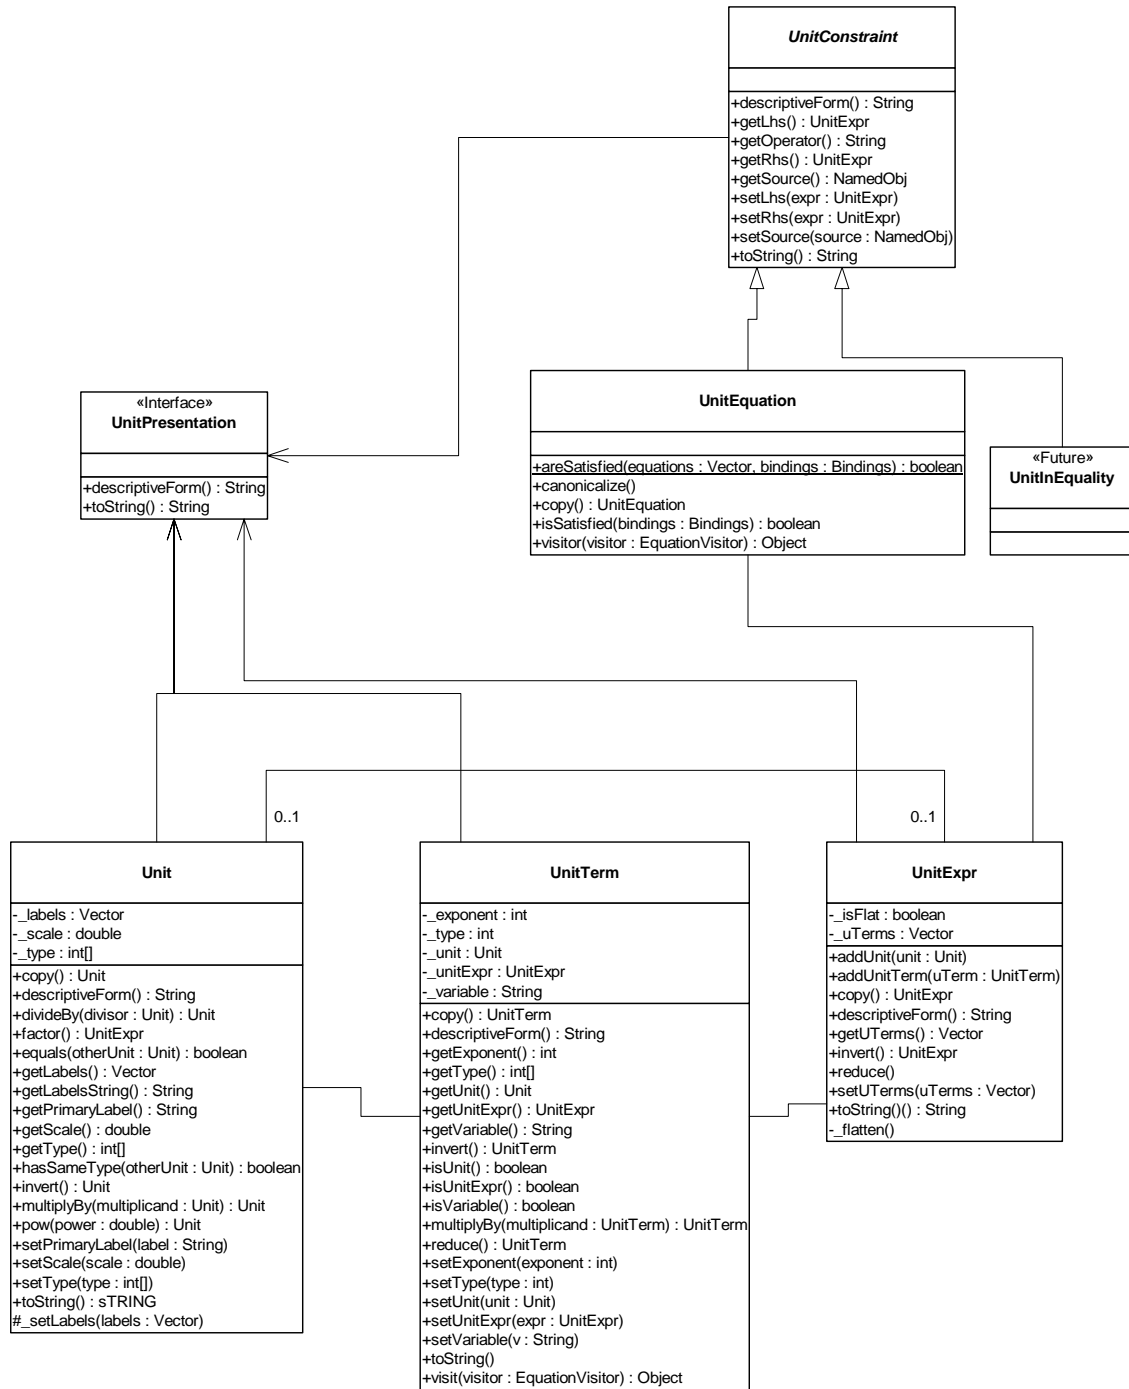 UnitConstraint
+descriptiveForm() : String
+getLhs() : UnitExpr
+getOperator() : String
+getRhs() : UnitExpr
+getSource() : NamedObj
+setLhs(expr : UnitExpr)
+setRhs(expr : UnitExpr)
+setSource(source : NamedObj)
+toString() : String
«Interface»
UnitPresentation
+descriptiveForm() : String
+toString() : String
UnitEquation
+areSatisfied(equations : Vector, bindings : Bindings) : boolean
+canonicalize()
+copy() : UnitEquation
+isSatisfied(bindings : Bindings) : boolean
+visitor(visitor : EquationVisitor) : Object
«Future»
UnitInEquality
0..1
0..1
Unit
-_labels : Vector
-_scale : double
-_type : int[]
+copy() : Unit
+descriptiveForm() : String
+divideBy(divisor : Unit) : Unit
+factor() : UnitExpr
+equals(otherUnit : Unit) : boolean
+getLabels() : Vector
+getLabelsString() : String
+getPrimaryLabel() : String
+getScale() : double
+getType() : int[]
+hasSameType(otherUnit : Unit) : boolean
+invert() : Unit
+multiplyBy(multiplicand : Unit) : Unit
+pow(power : double) : Unit
+setPrimaryLabel(label : String)
+setScale(scale : double)
+setType(type : int[])
+toString() : sTRING
#_setLabels(labels : Vector)
UnitTerm
-_exponent : int
-_type : int
-_unit : Unit
-_unitExpr : UnitExpr
-_variable : String
+copy() : UnitTerm
+descriptiveForm() : String
+getExponent() : int
+getType() : int[]
+getUnit() : Unit
+getUnitExpr() : UnitExpr
+getVariable() : String
+invert() : UnitTerm
+isUnit() : boolean
+isUnitExpr() : boolean
+isVariable() : boolean
+multiplyBy(multiplicand : UnitTerm) : UnitTerm
+reduce() : UnitTerm
+setExponent(exponent : int)
+setType(type : int)
+setUnit(unit : Unit)
+setUnitExpr(expr : UnitExpr)
+setVariable(v : String)
+toString()
+visit(visitor : EquationVisitor) : Object
UnitExpr
-_isFlat : boolean
-_uTerms : Vector
+addUnit(unit : Unit)
+addUnitTerm(uTerm : UnitTerm)
+copy() : UnitExpr
+descriptiveForm() : String
+getUTerms() : Vector
+invert() : UnitExpr
+reduce()
+setUTerms(uTerms : Vector)
+toString()() : String
-_flatten()